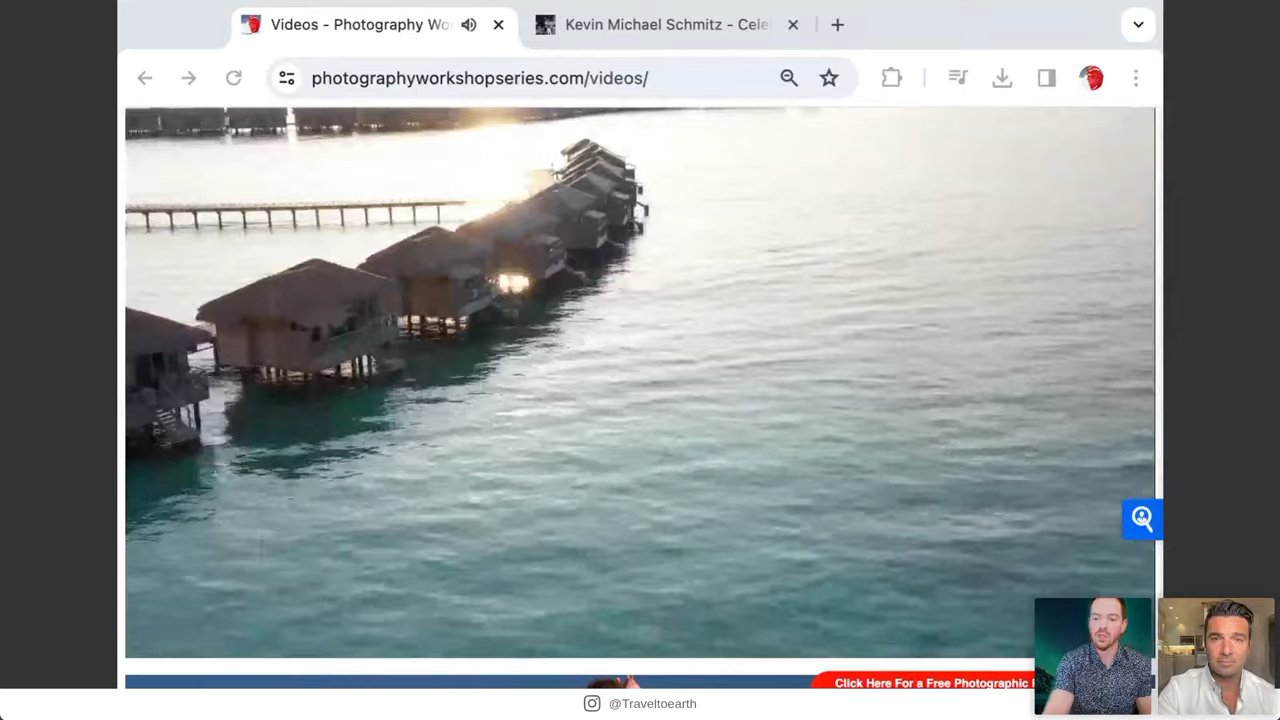 Videos - Photography Wo
Kevin Michael Schmitz - Cele
photographyworkshopseries.com/videos/
Click Here For a Free Photographic
@Traveltoearth